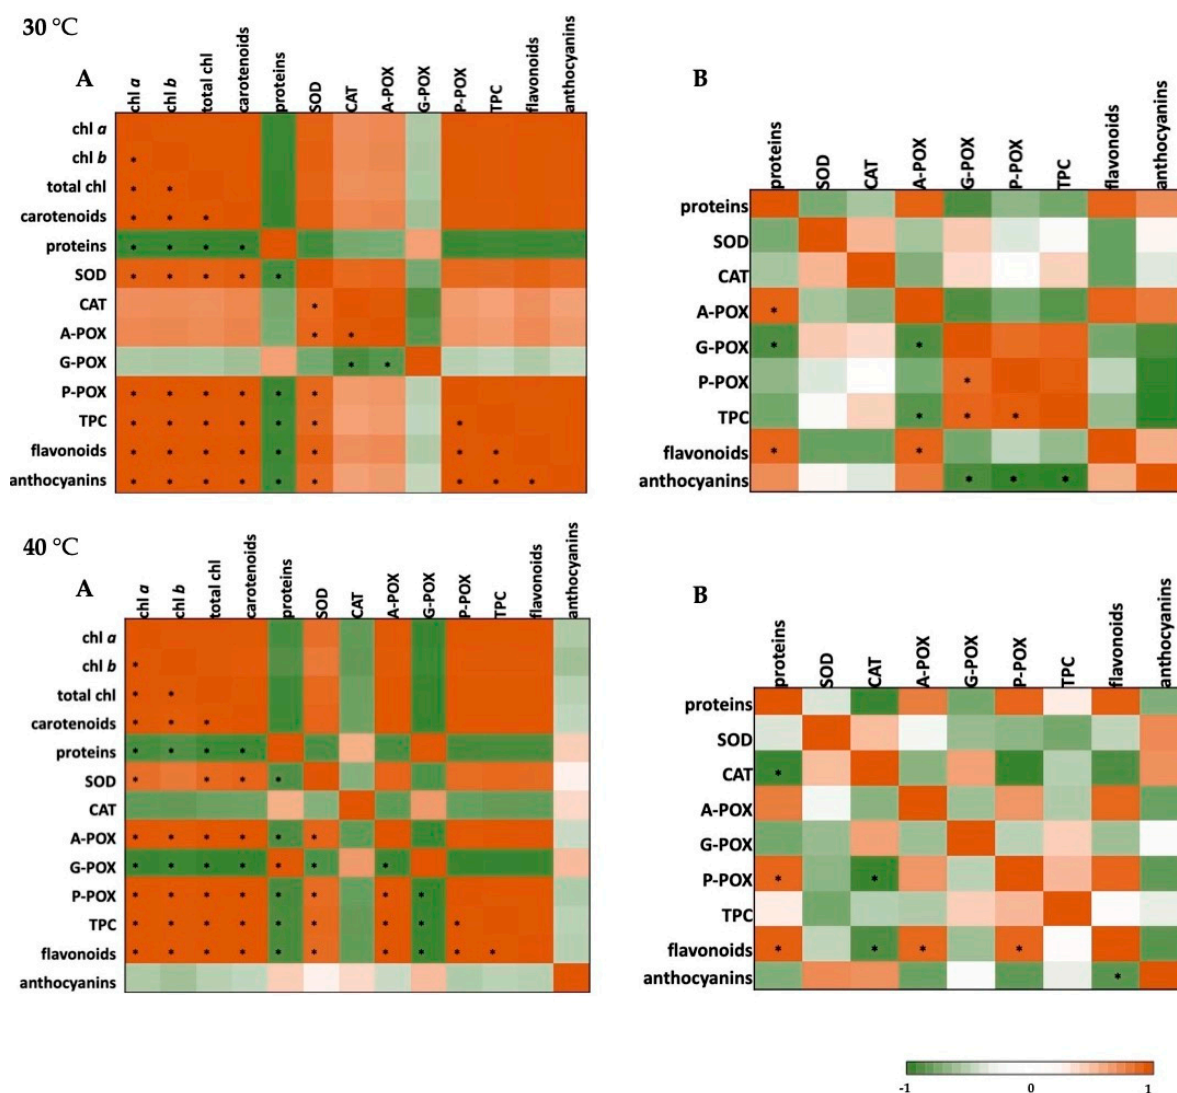 30 °C
A
chl a
chl b
total chl
carotenoids
proteins
SOD
CAT
A-POX
G-POX
P-POX
TPC
flavonoids
anthocyanins
chl a
chl b
total chl
carotenoids
proteins
SOD
CAT
A-POX
G-POX
P-POX
TPC
flavonoids
anthocyanins
B
proteins
SOD
CAT
A-POX
G-POX
P-POX
TPC
flavonoids
anthocyanins
proteins
SOD
CAT
A-POX
G-POX
P-POX
TPC
flavonoids
anthocyanins
40 °C
A
chl a
chl b
total chl
carotenoids
proteins
SOD
CAT
A-POX
G-POX
P-POX
TPC
flavonoids
anthocyanins
chl a
chl b
total chl
carotenoids
proteins
SOD
CAT
A-POX
G-POX
P-POX
TPC
flavonoids
anthocyanins
B
proteins
SOD
CAT
A-POX
G-POX
P-POX
TPC
flavonoids
anthocyanins
proteins
SOD
CAT
A-POX
G-POX
P-POX
TPC
flavonoids
anthocyanins
-1 0 1